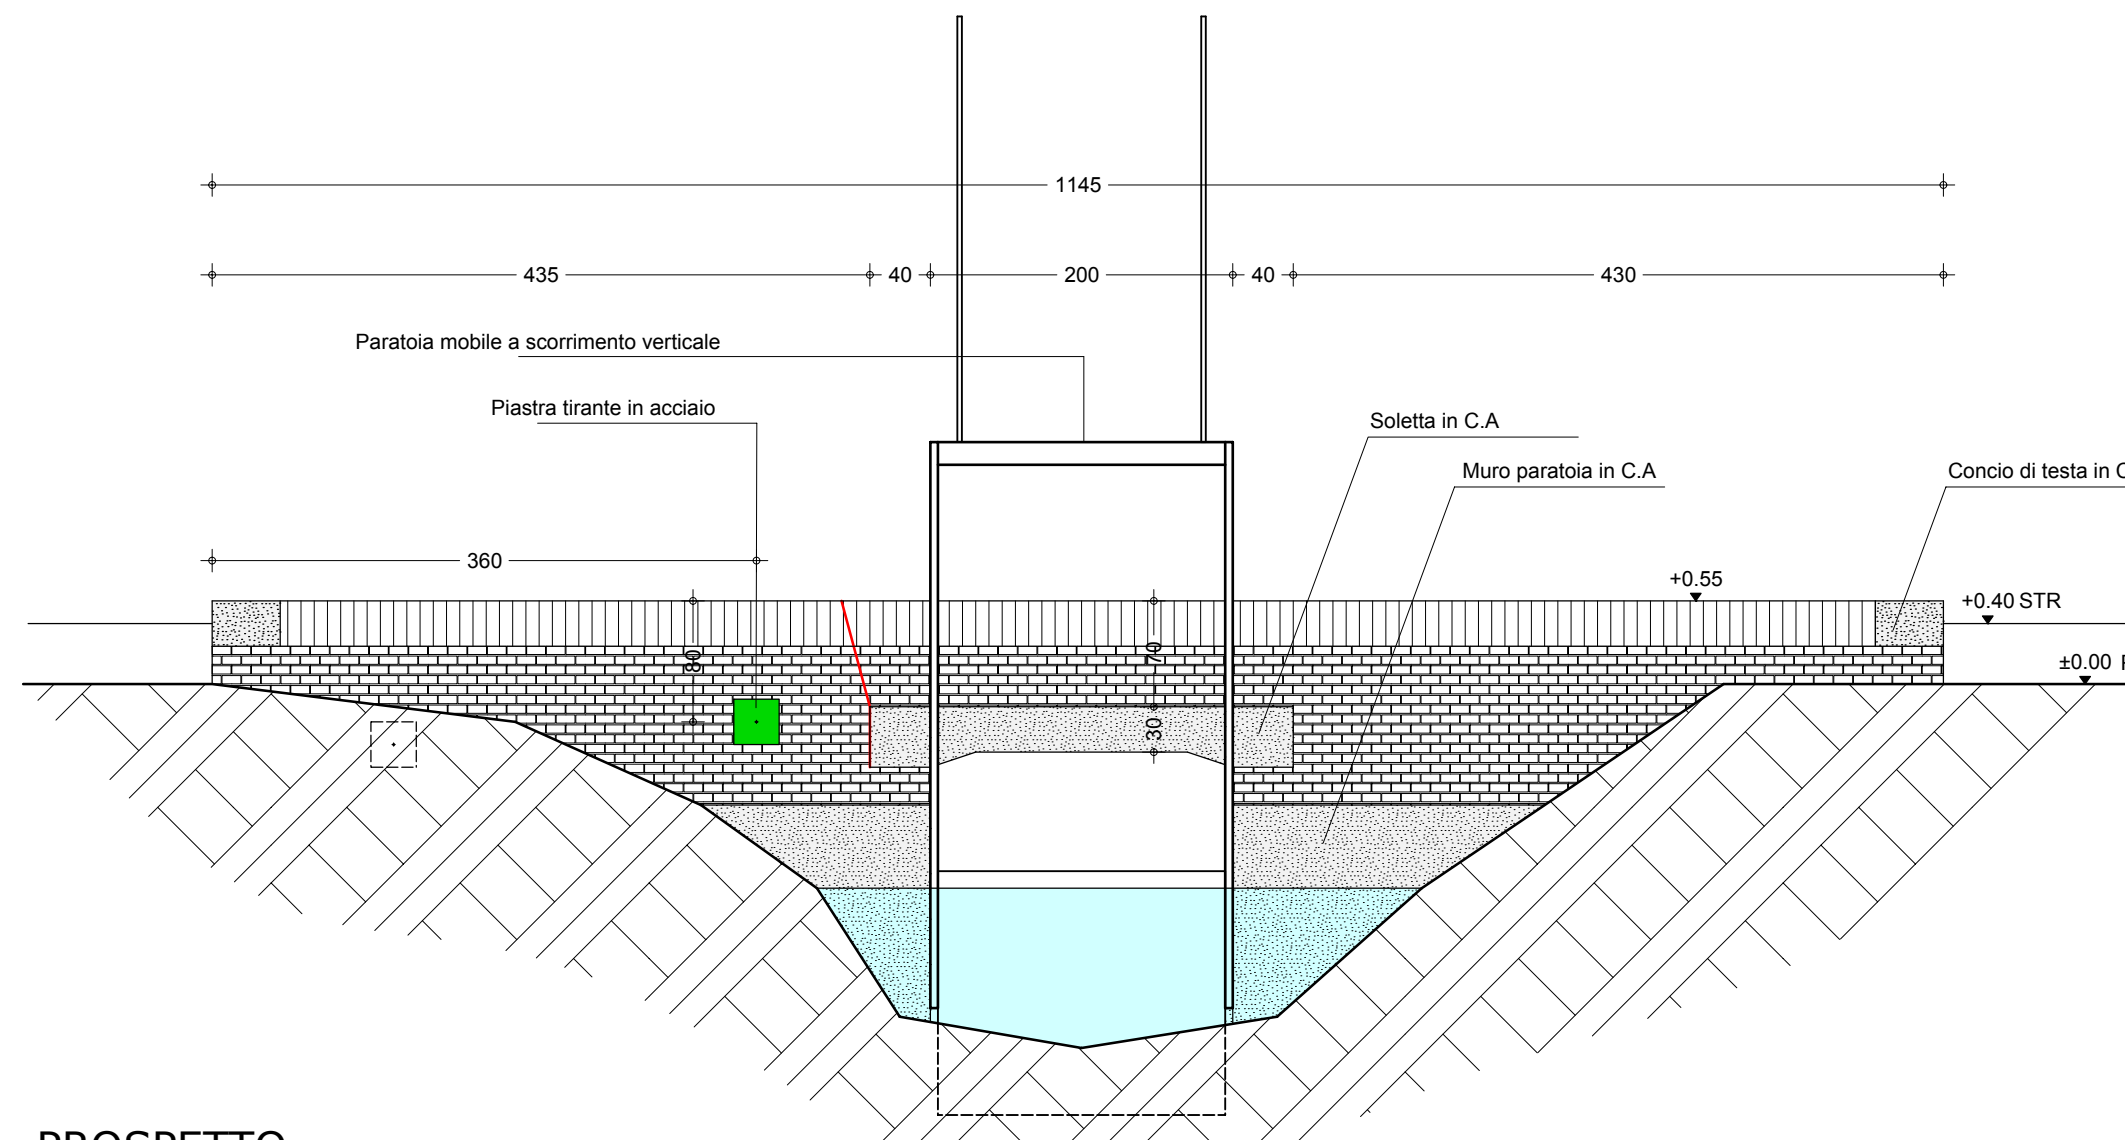 1145
435 40 200 40 430
Paratoia mobile a scorrimento verticale
Piastra tirante in acciaio
Soletta in C.A
Muro paratoia in C.A
Concio di testa in
360
+0.55
+0.40 STR
80
70
±0.00
30
PROSPETTO